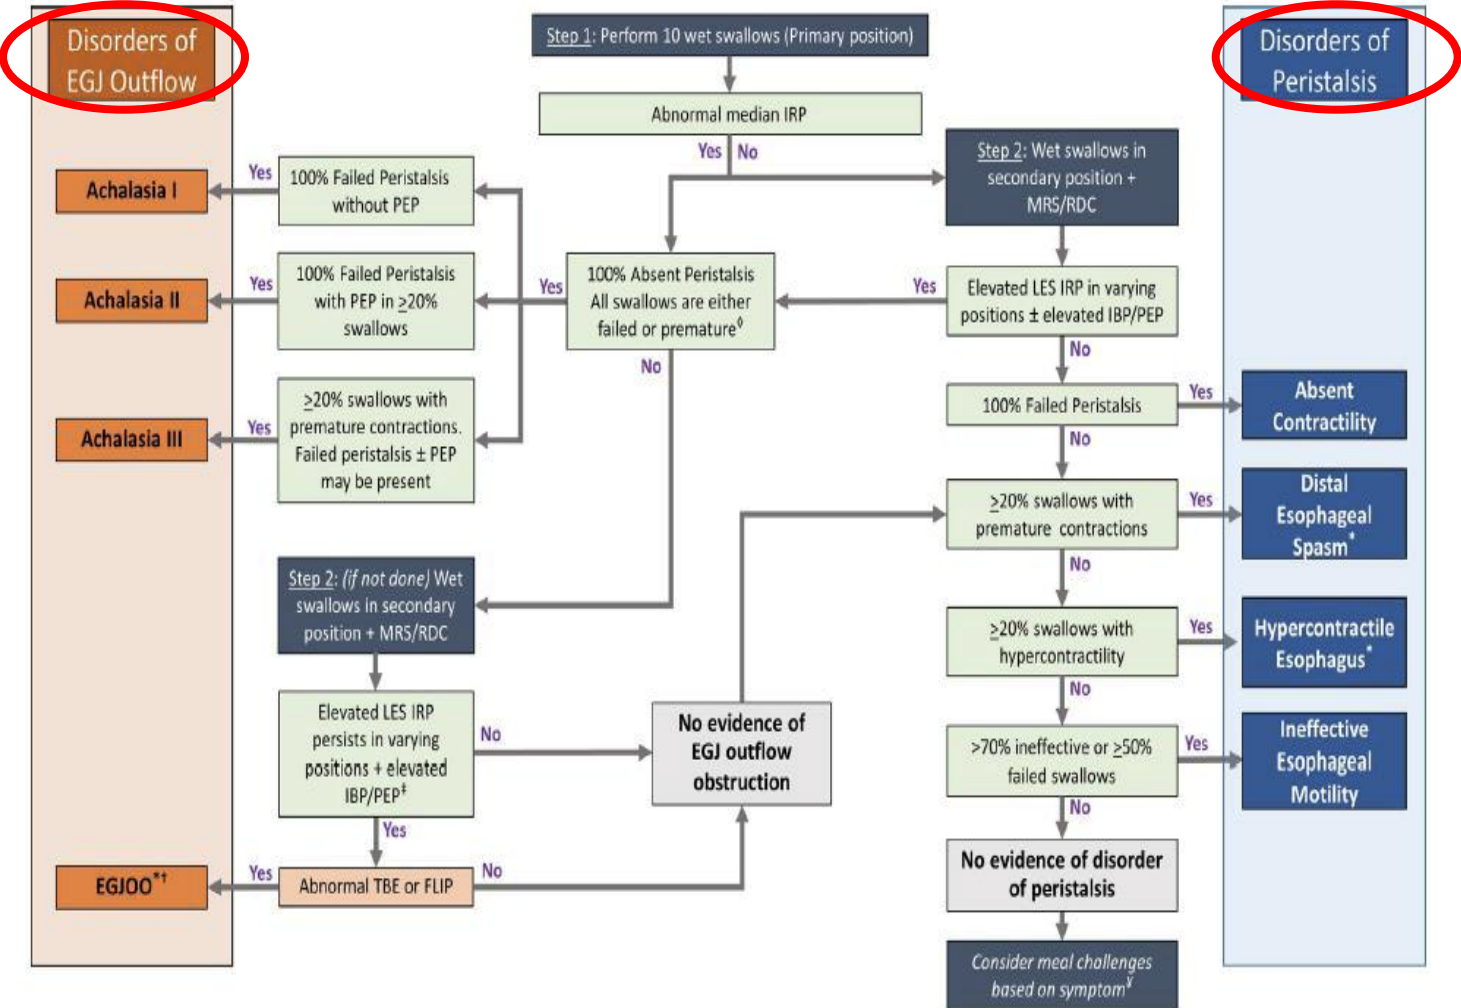 Disorders of
EGJ Outflow
Step 1: Perform 10 wet swallows (Primary position)
Disorders of
Peristalsis
Abnormal median IRP
Yes
No
Step 2: Wet swallows in
secondary position +
MRS/RDC
Achalasia I
Yes
100% Failed Peristalsis
without PEP
Achalasia II
Yes
100% Failed Peristalsis
with PEP in ≥20%
swallows
Yes
100% Absent Peristalsis
All swallows are either
failed or premature◊
Yes
Elevated LES IRP in varying
positions ± elevated IBP/PEP
No
No
Achalasia III
Yes
≥20% swallows with
premature contractions.
Failed peristalsis ± PEP
may be present
100% Failed Peristalsis
Yes
Absent
Contractility
No
≥20% swallows with
premature contractions
Yes
Distal
Esophageal
Spasm*
No
Step 2: (if not done) Wet
swallows in secondary
position + MRS/RDC
≥20% swallows with
hypercontractility
Yes
Hypercontractile
Esophagus*
No
Elevated LES IRP
persists in varying
positions + elevated
IBP/PEP‡
No
No evidence of
EGJ outflow
obstruction
>70% ineffective or ≥50%
failed swallows
Yes
Ineffective
Esophageal
Motility
Yes
No
EGJOO*†
Yes
Abnormal TBE or FLIP
No
No evidence of disorder
of peristalsis
Consider meal challenges
based on symptom¥